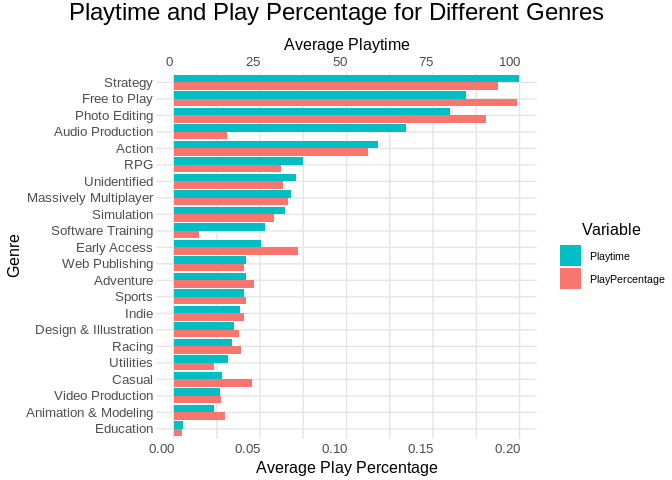 Playtime and Play Percentage for Different Genres
Average Playtime
0 25 50 75 100
Strategy
Free to Play
Photo Editing
Audio Production
Action
RPG
Unidentified
Massively Multiplayer
Simulation
Software Training
Early Access
Web Publishing
Adventure
Sports
Indie
Design & Illustration
Racing
Utilities
Casual
Video Production
Animation & Modeling
Education
Genre
0.00 0.05 0.10 0.15 0.20
Average Play Percentage
Variable
Playtime
PlayPercentage